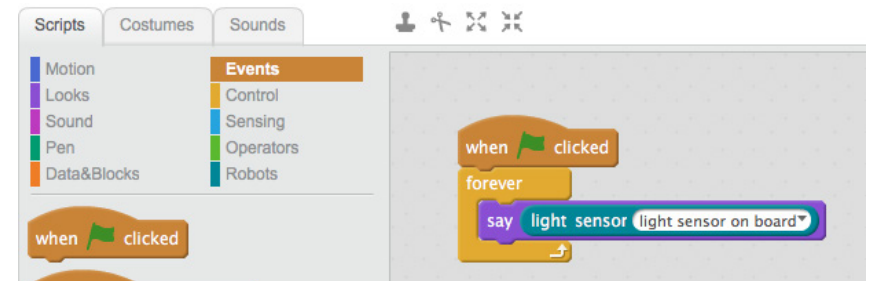 Scripts Costumes Sounds
Motion Events
Looks Control
Sound Sensing
Pen Operators
Data&Blocks Robots
when clicked
when clicked
forever
say light sensor light sensor on board